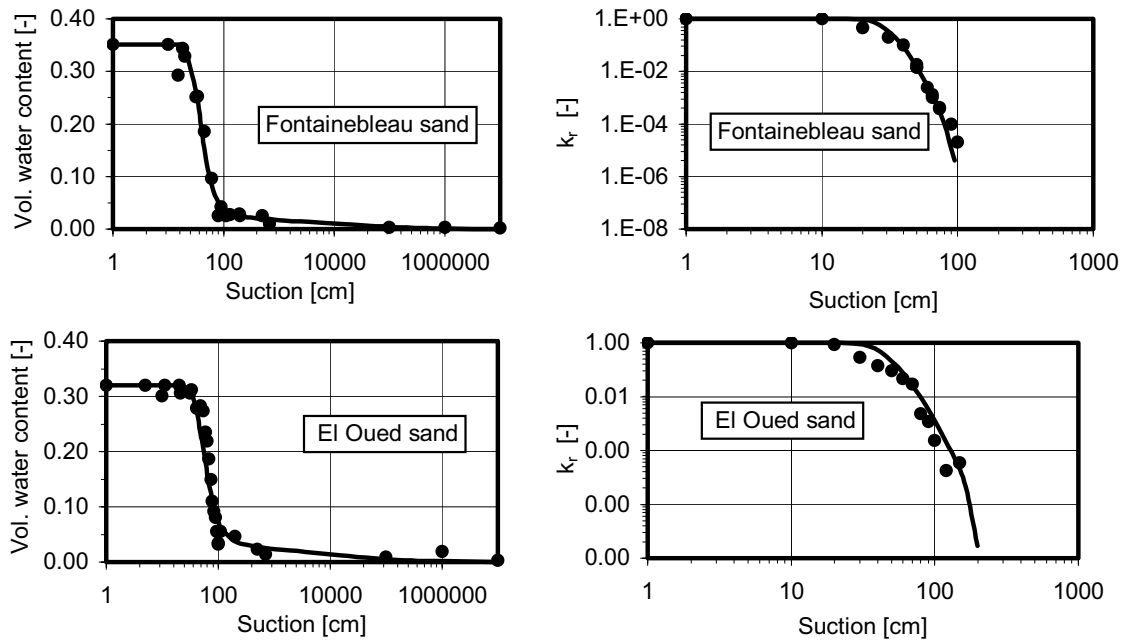 Vol. water content [-]
0.40
0.30
0.20
0.10
0.00
Fontainebleau sand
1
100
10000
1000000
Suction [cm]
k_r [-]
1.E+00
1.E-02
1.E-04
1.E-06
1.E-08
Fontainebleau sand
1
10
100
1000
Suction [cm]
Vol. water content [-]
0.40
0.30
0.20
0.10
0.00
El Oued sand
1
100
10000
1000000
Suction [cm]
k_r [-]
1.00
0.01
0.00
0.00
0.00
El Oued sand
1
10
100
1000
Suction [cm]